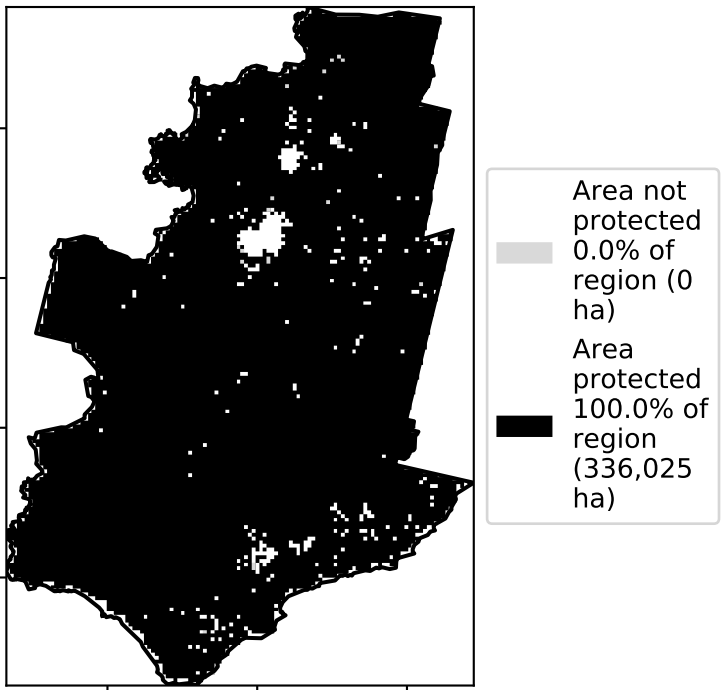 Area not
protected
0.0% of
region (0
ha)
Area
protected
100.0% of
region
(336,025
ha)